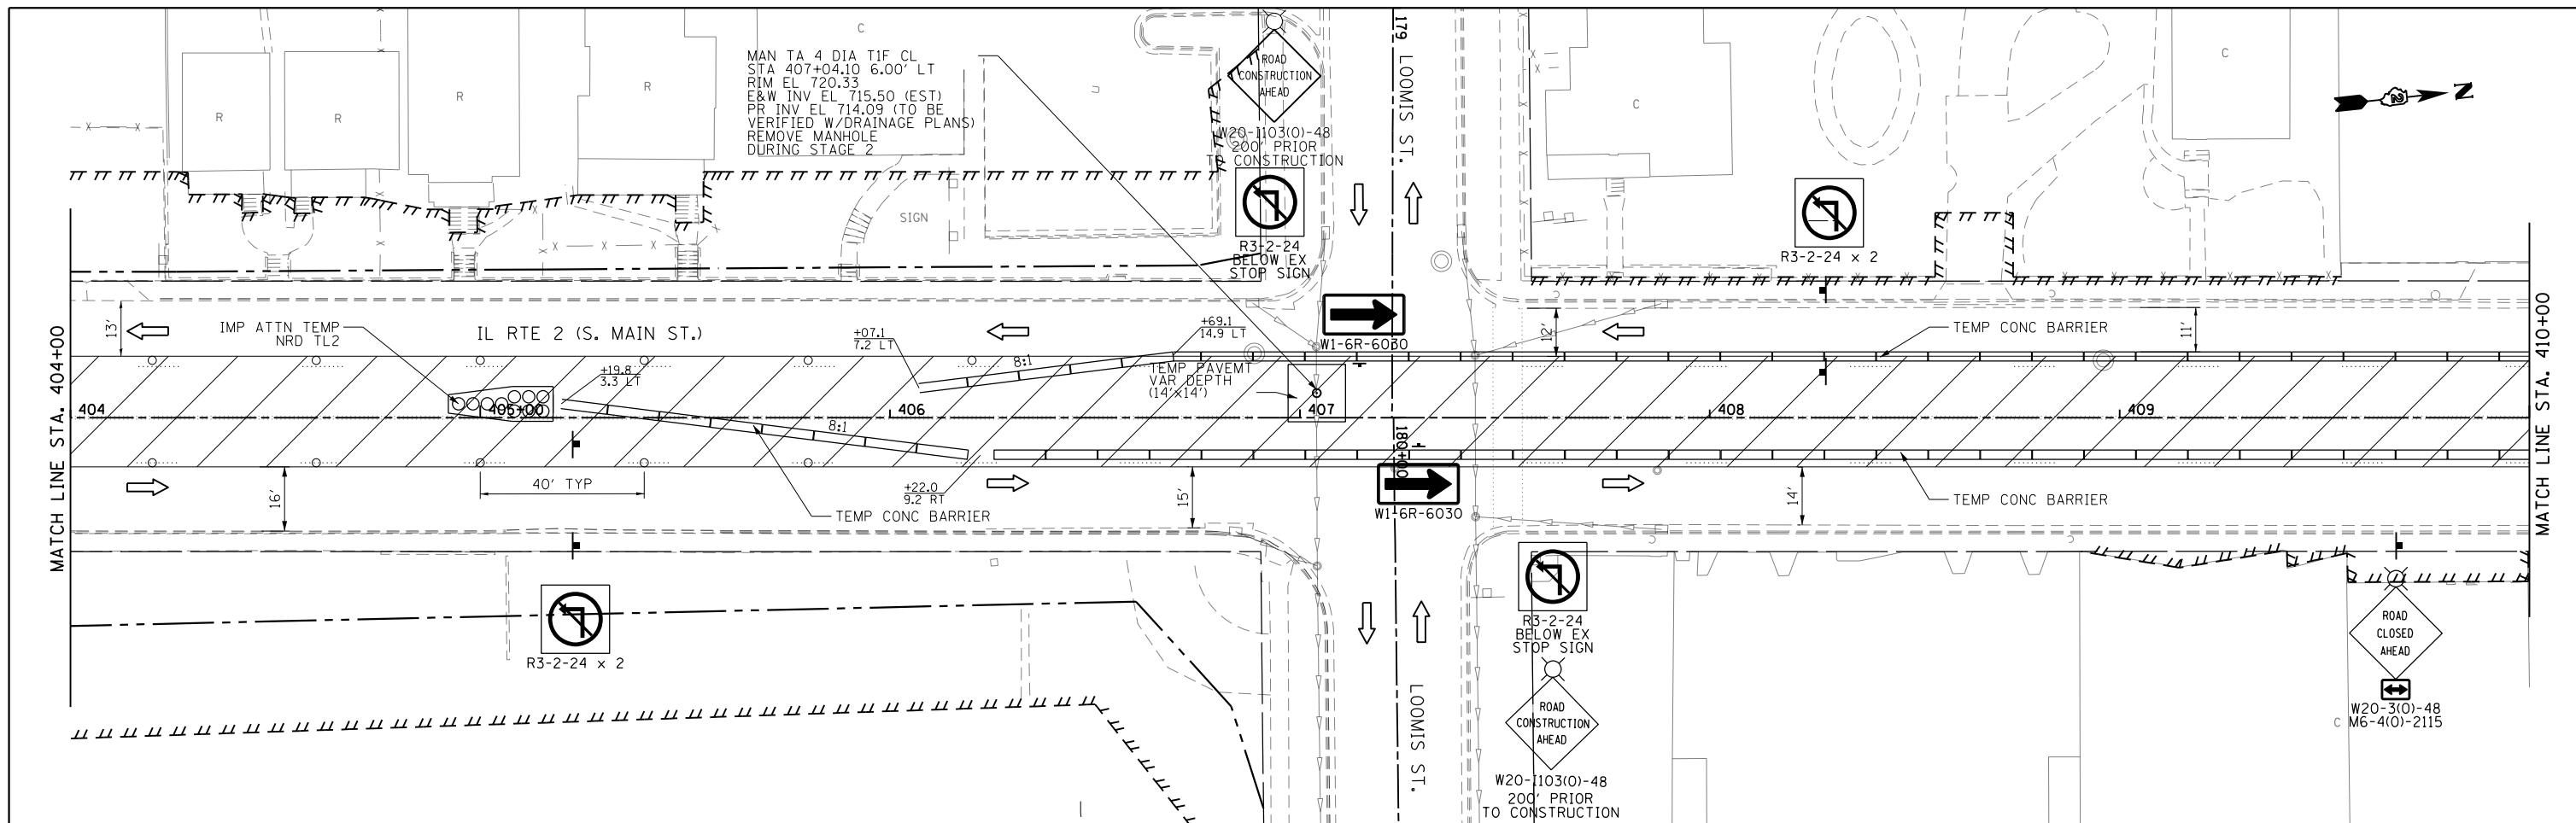 C
179
LOOMIS ST.
MAN TA 4 DIA T1F CL
STA 407+04.10 6.00' LT
RIM EL 720.33
E&W INV EL 715.50 (EST)
PR INV EL 714.09 (TO BE
VERIFIED W/DRAINAGE PLANS)
REMOVE MANHOLE
DURING STAGE 2
ROAD
CONSTRUCTION
AHEAD
W20-I103(O)-48
200' PRIOR
TO CONSTRUCTION
R3-2-24
BELOW EX
STOP SIGN
R
R
R
R
U
C
C
2
N
SIGN
R3-2-24 x 2
MATCH LINE STA. 404+00
13'
IMP ATTN TEMP
NRD TL2
IL RTE 2 (S. MAIN ST.)
+07.1
7.2 LT
+69.1
14.9 LT
W1-6R-6030
12'
TEMP CONC BARRIER
11'
MATCH LINE STA. 410+00
+19.8
3.3 LT
8:1
TEMP PAVEMT
VAR DEPTH
(14'x14')
404
405+00
406
407
408
409
8:1
180+00
16'
40' TYP
+22.0
9.2 RT
TEMP CONC BARRIER
15'
W1-6R-6030
14'
TEMP CONC BARRIER
R3-2-24 x 2
R3-2-24
BELOW EX
STOP SIGN
ROAD
CONSTRUCTION
AHEAD
W20-I103(O)-48
200' PRIOR
TO CONSTRUCTION
LOOMIS ST.
ROAD
CLOSED
AHEAD
W20-3(O)-48
C M6-4(O)-2115